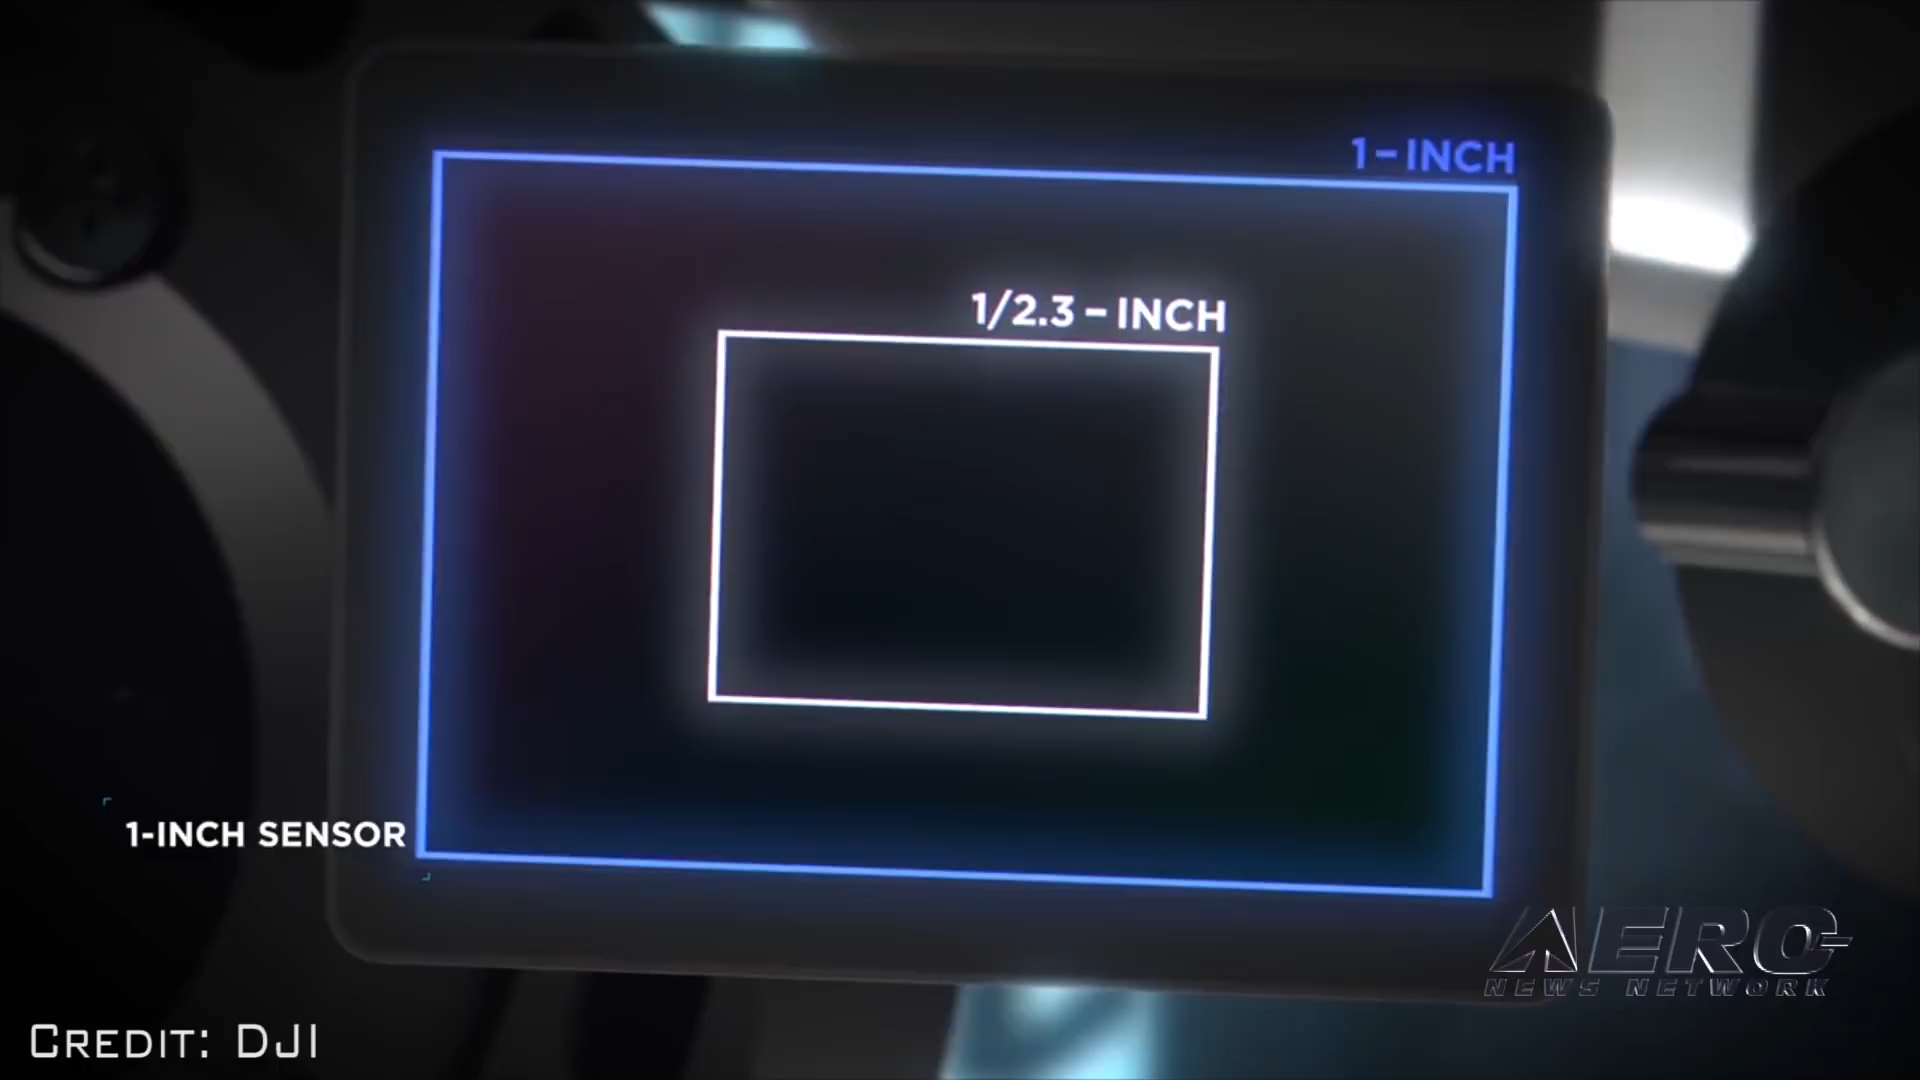 1-INCH
1/2.3-INCH
1-INCH SENSOR
AERO-
NEWS NETWORK
CREDIT: DJI